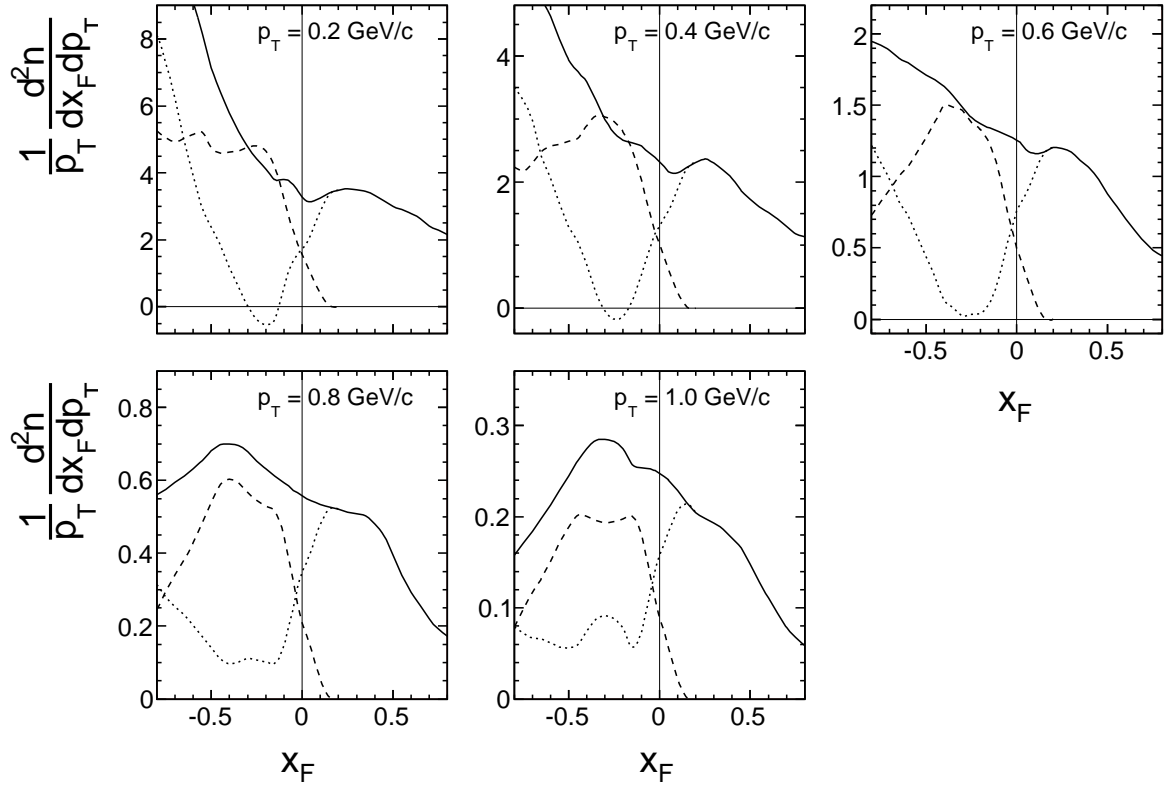 1/p_T d²n/dx_F dp_T
p_T = 0.2 GeV/c
8
6
4
2
0
p_T = 0.4 GeV/c
4
2
0
p_T = 0.6 GeV/c
2
1.5
1
0.5
0
-0.5 0 0.5
x_F
1/p_T d²n/dx_F dp_T
p_T = 0.8 GeV/c
0.8
0.6
0.4
0.2
0
-0.5 0 0.5
x_F
p_T = 1.0 GeV/c
0.3
0.2
0.1
0
-0.5 0 0.5
x_F